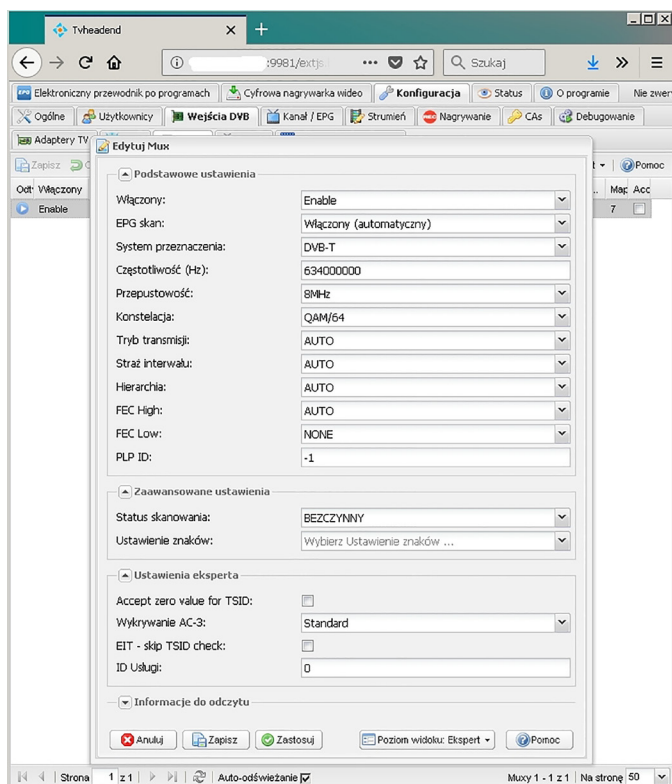 Tvheadend
:9981/extjs.
Szukaj
Elektroniczny przewodnik po programach Cyfrowa nagrywarka wideo Konfiguracja Status O programie Nie zwer
Ogólne Użytkownicy Wejścia DVB Kanał / EPG Strumień Nagrywanie CAs Debugowanie
Adaptery TV
Edytuj Mux
Zapisz
Pomoc
Włączony
Map
Enable
7
Podstawowe ustawienia
Włączony: Enable
EPG skan: Włączony (automatyczny)
System przeznaczenia: DVB-T
Częstotliwość (Hz): 634000000
Przepustowość: 8MHz
Konstelacja: QAM/64
Tryb transmisji: AUTO
Straż interwału: AUTO
Hierarchia: AUTO
FEC High: AUTO
FEC Low: NONE
PLP ID: -1
Zaawansowane ustawienia
Status skanowania: BEZCZYNNY
Ustawienie znaków: Wybierz Ustawienie znaków ...
Ustawienia eksperta
Accept zero value for TSID:
Wykrywanie AC-3: Standard
EIT - skip TSID check:
ID Usługi: 0
Informacje do odczytu
Anuluj Zapisz Zastosuj Poziom widoku: Ekspert Pomoc
Strona 1 z 1 Auto-odświeżanie Muxy 1 - 1 z 1 Na stronę 50